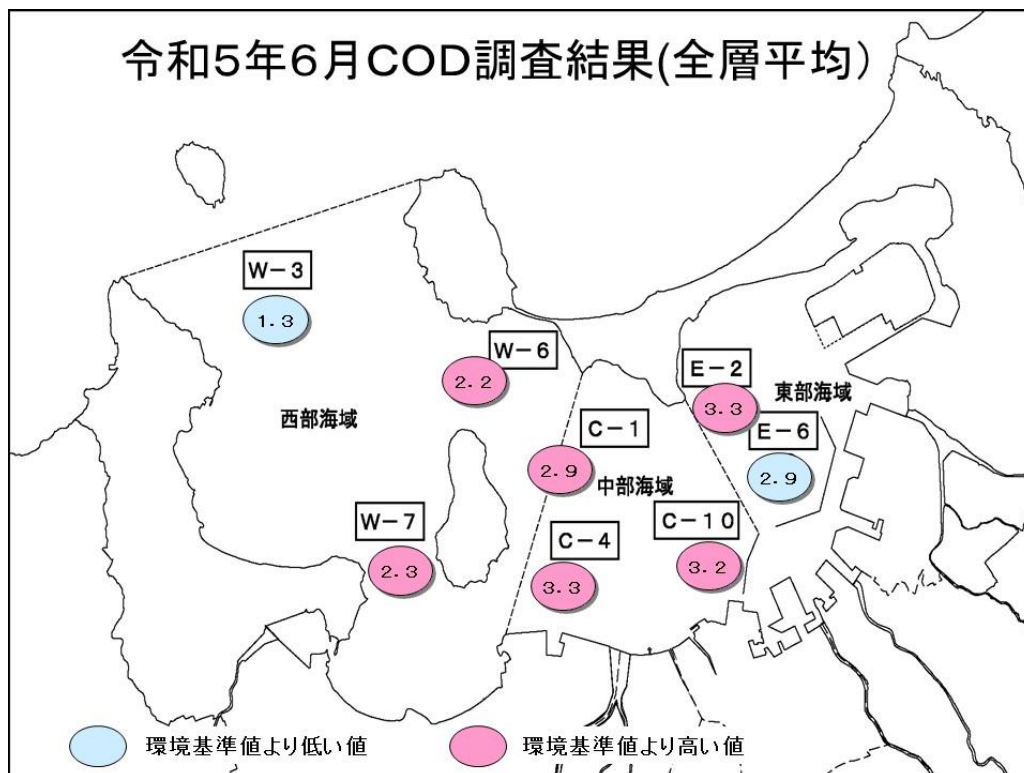 令和5年6月COD調査結果(全層平均)
W-3
1.3
W-6
2.2
E-2
3.3
東部海域
西部海域
C-1
E-6
2.9
2.9
中部海域
W-7
2.3
C-4
C-10
3.3
3.2
環境基準値より低い値
環境基準値より高い値